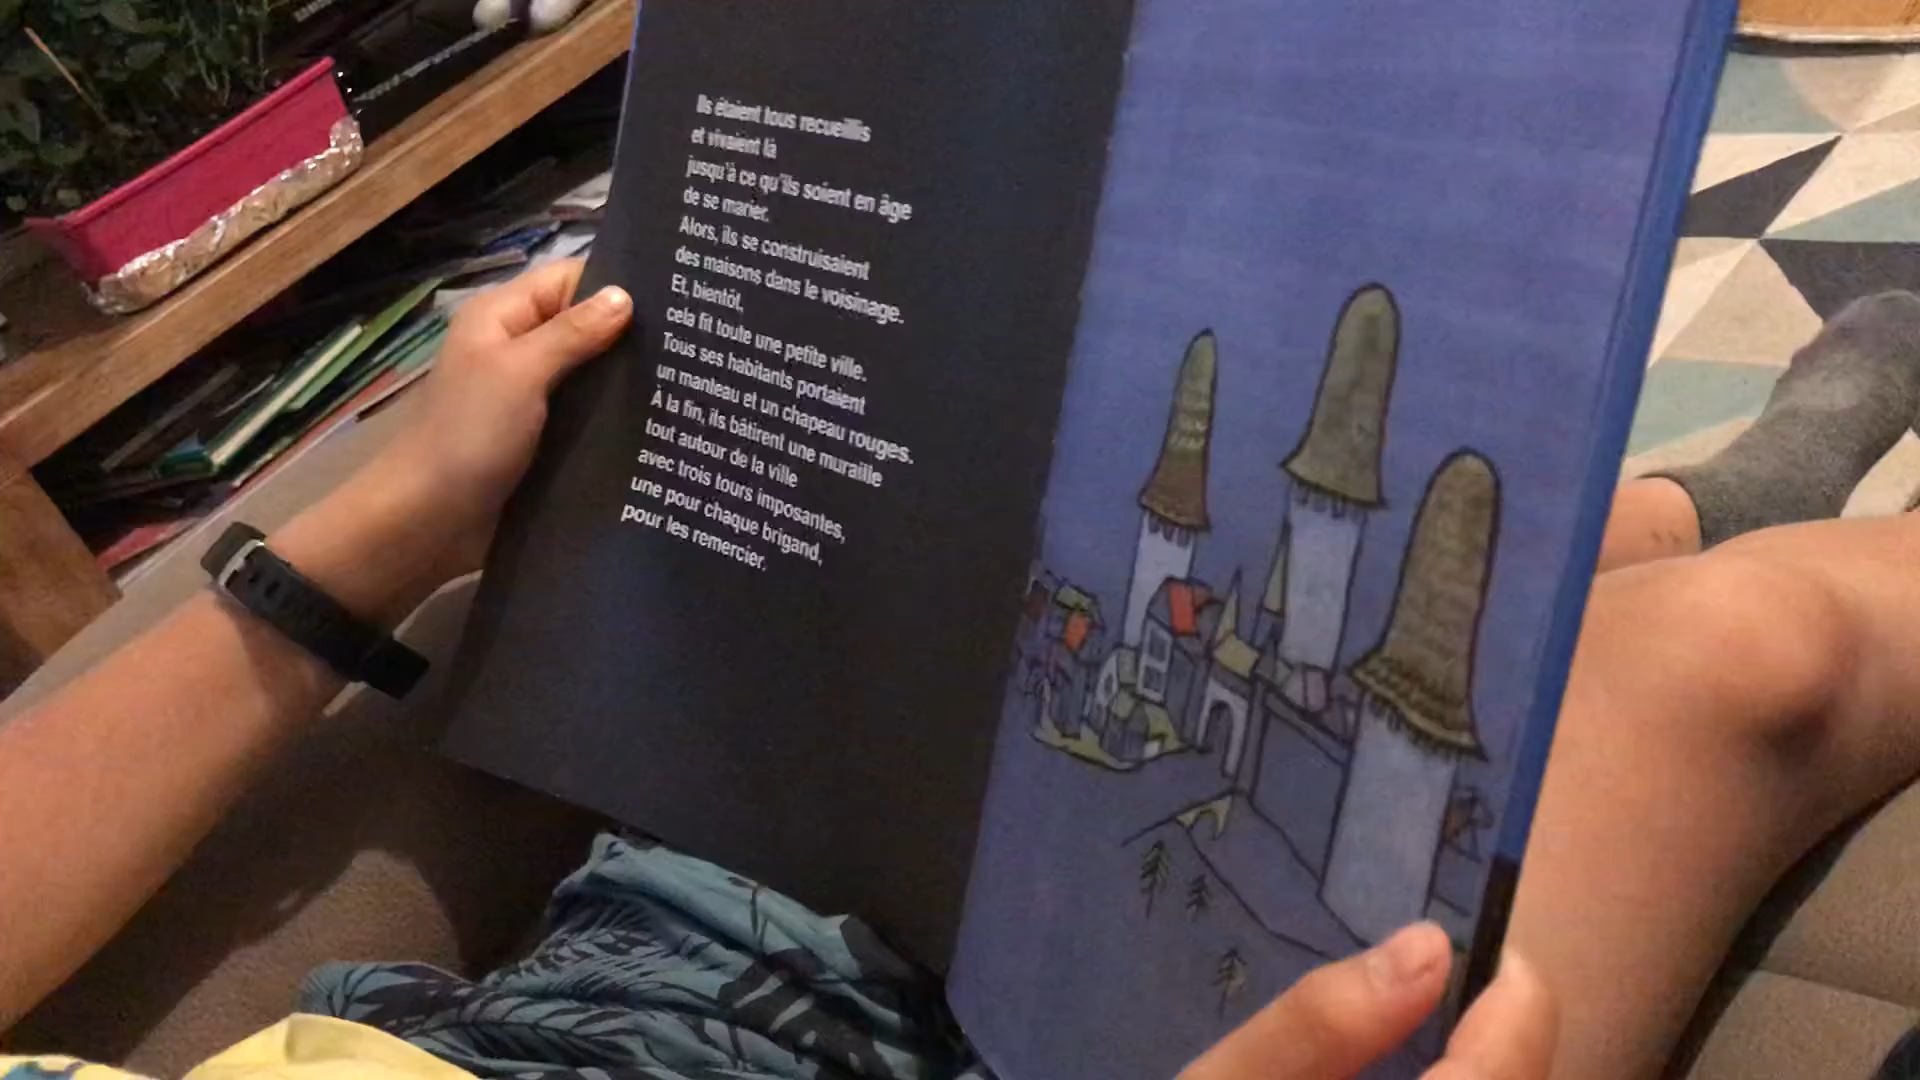 Ils étaient tous recueillis
et vivaient là
jusqu'à ce qu'ils soient en âge
de se marier.
Alors, ils se construisaient
des maisons dans le voisinage.
Et, bientôt,
cela fit toute une petite ville.
Tous ses habitants portaient
un manteau et un chapeau rouges.
À la fin, ils bâtirent une muraille
tout autour de la ville
avec trois tours imposantes,
une pour chaque brigand,
pour les remercier.